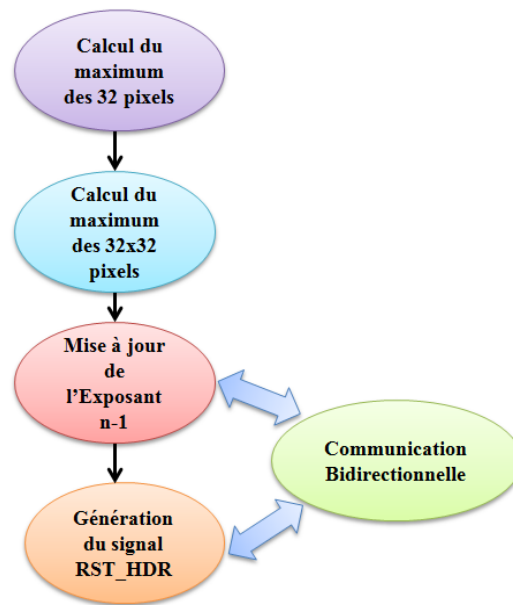 Calcul du
maximum
des 32 pixels
Calcul du
maximum
des 32x32
pixels
Mise à jour
de
l'Exposant
n-1
Communication
Bidirectionnelle
Génération
du signal
RST_HDR